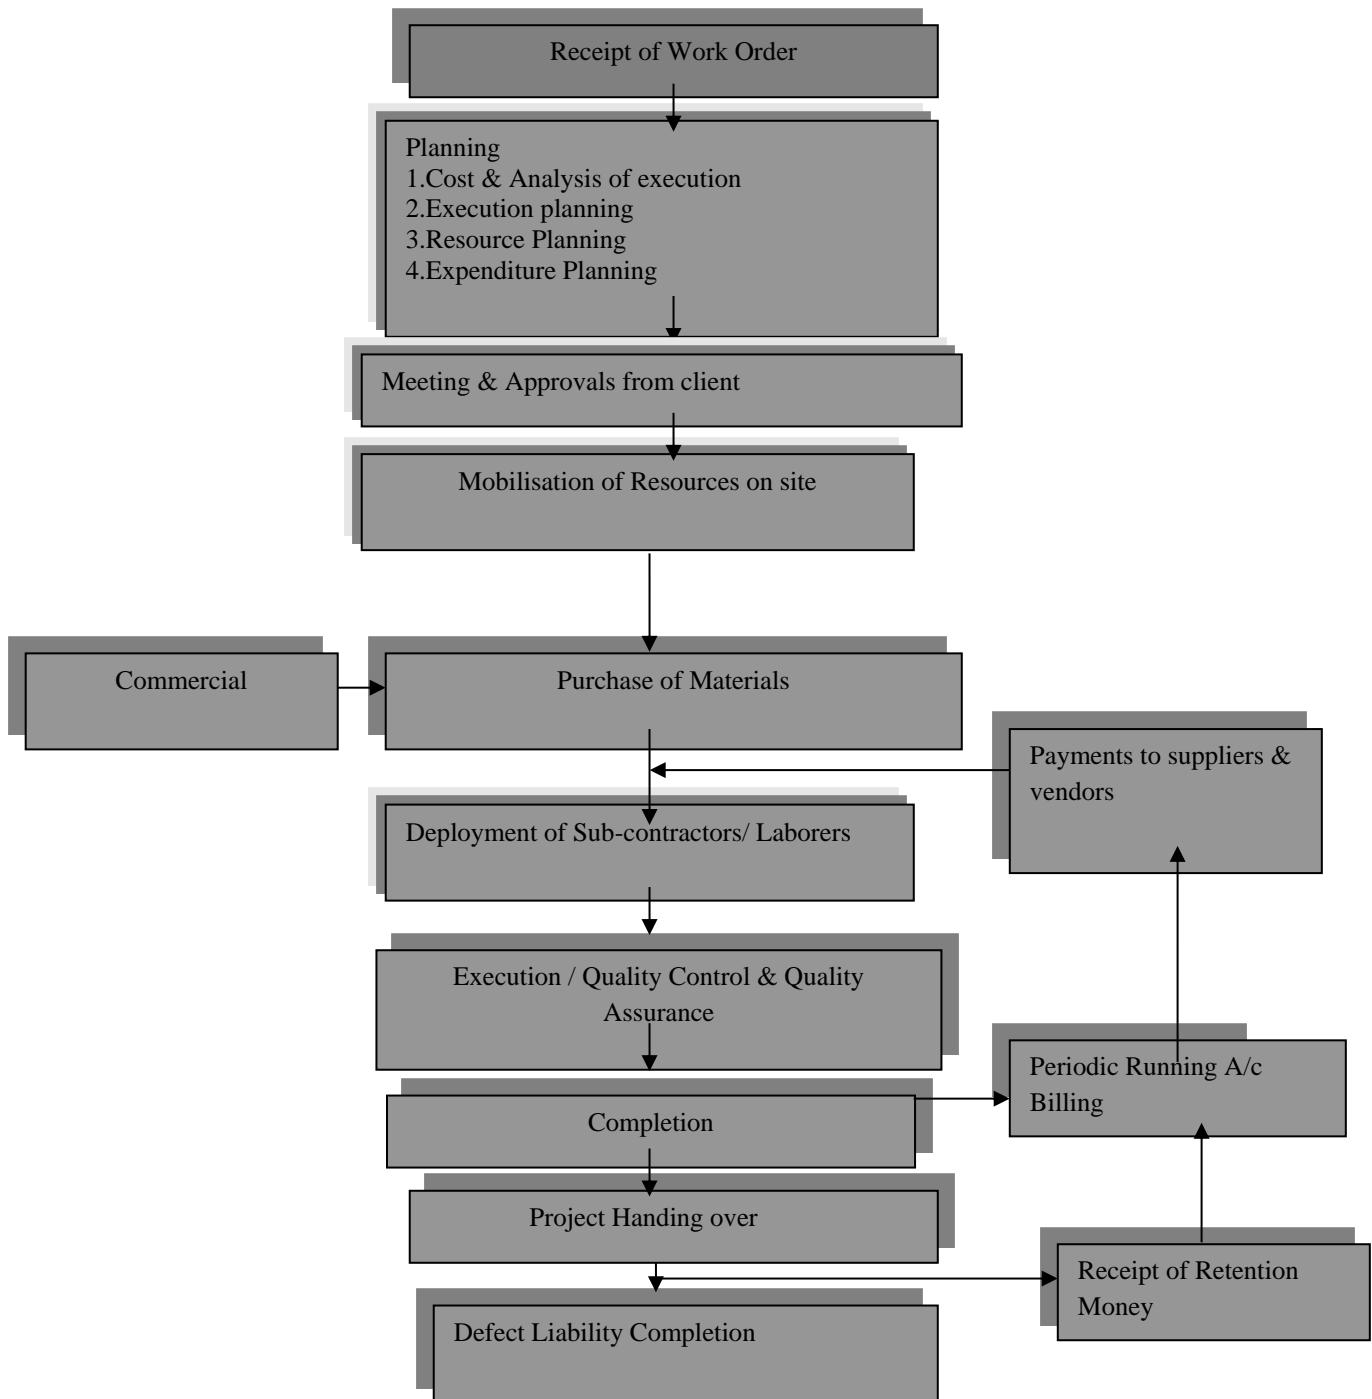 Receipt of Work Order
Planning
1.Cost & Analysis of execution
2.Execution planning
3.Resource Planning
4.Expenditure Planning
Meeting & Approvals from client
Mobilisation of Resources on site
Commercial
Purchase of Materials
Payments to suppliers &
vendors
Deployment of Sub-contractors/ Laborers
Execution / Quality Control & Quality
Assurance
Periodic Running A/c
Billing
Completion
Project Handing over
Receipt of Retention
Money
Defect Liability Completion